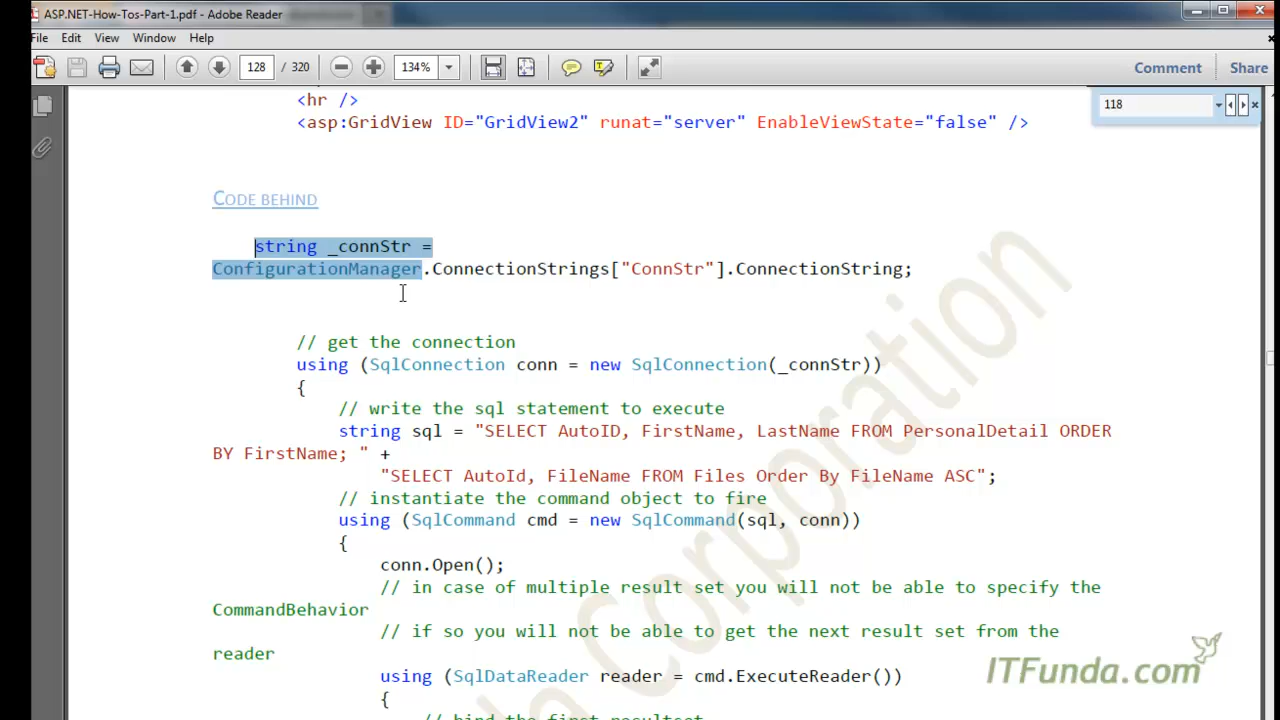 ASP.NET-How-Tos-Part-1.pdf - Adobe Reader
File Edit View Window Help
128 / 320 134% Comment Share
118
<hr />
<asp:GridView ID="GridView2" runat="server" EnableViewState="false" />
CODE BEHIND
string _connStr =
ConfigurationManager.ConnectionStrings["ConnStr"].ConnectionString;
// get the connection
using (SqlConnection conn = new SqlConnection(_connStr))
{
// write the sql statement to execute
string sql = "SELECT AutoID, FirstName, LastName FROM PersonalDetail ORDER
BY FirstName; " +
"SELECT AutoId, FileName FROM Files Order By FileName ASC";
// instantiate the command object to fire
using (SqlCommand cmd = new SqlCommand(sql, conn))
{
conn.Open();
// in case of multiple result set you will not be able to specify the
CommandBehavior
// if so you will not be able to get the next result set from the
reader
using (SqlDataReader reader = cmd.ExecuteReader())
{
// bind the first resultset
da Corporation
ITFunda.com